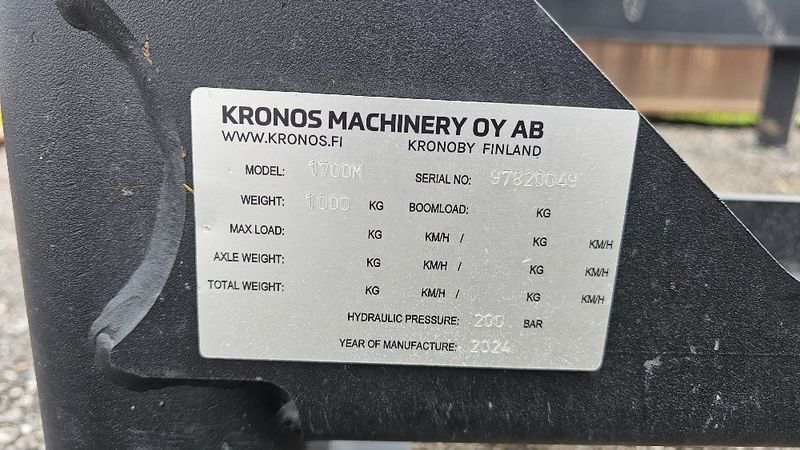 KRONOS MACHINERY OY AB
WWW.KRONOS.FI KRONOBY FINLAND
MODEL: 1700M SERIAL NO: 97820049
WEIGHT: 1000 KG BOOMLOAD: KG
MAX LOAD: KG KM/H / KG KM/H
AXLE WEIGHT: KG KM/H / KG KM/H
TOTAL WEIGHT: KG KM/H / KG KM/H
HYDRAULIC PRESSURE: 200 BAR
YEAR OF MANUFACTURE: 2024